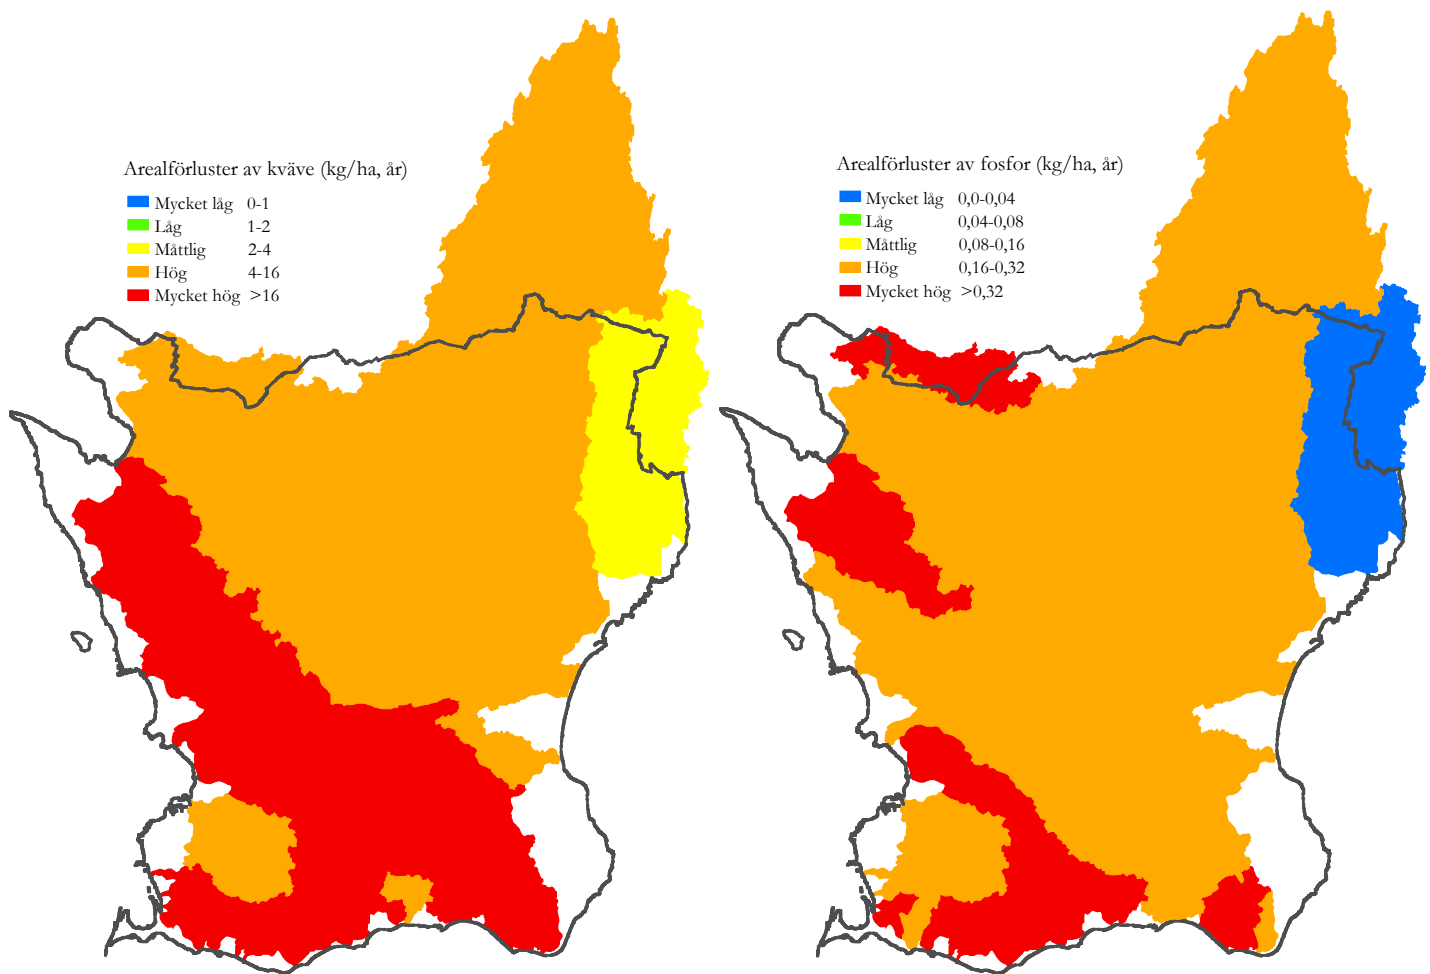 Arealförluster av kväve (kg/ha, år)
Mycket låg 0-1
Låg 1-2
Måttlig 2-4
Hög 4-16
Mycket hög >16
Arealförluster av fosfor (kg/ha, år)
Mycket låg 0,0-0,04
Låg 0,04-0,08
Måttlig 0,08-0,16
Hög 0,16-0,32
Mycket hög >0,32